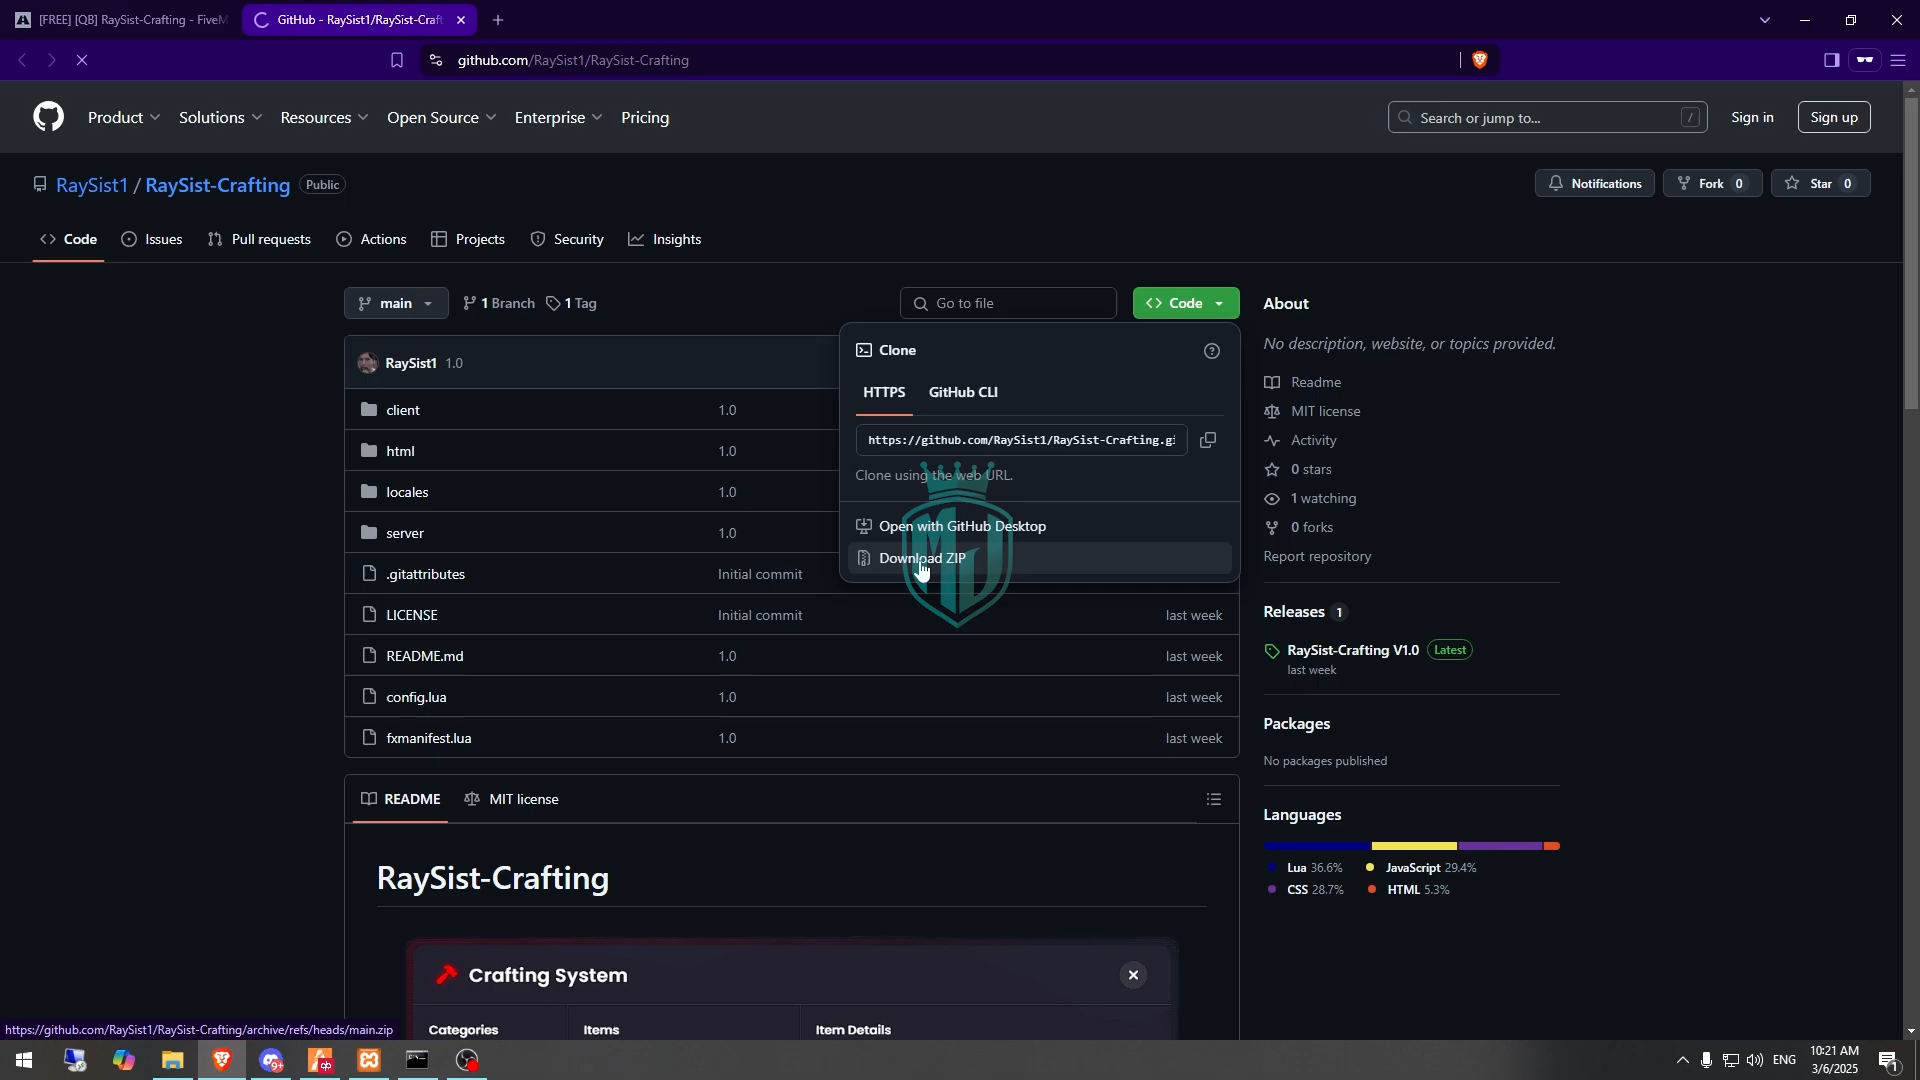 [FREE] [QB] RaySist-Crafting - FiveM
GitHub - RaySist1/RaySist-Craft
github.com/RaySist1/RaySist-Crafting
Product
Solutions
Resources
Open Source
Enterprise
Pricing
Search or jump to...
/
Sign in
Sign up
RaySist1 / RaySist-Crafting
Public
Notifications
Fork 0
Star 0
Code
Issues
Pull requests
Actions
Projects
Security
Insights
main
1 Branch
1 Tag
Go to file
Code
About
No description, website, or topics provided.
Readme
MIT license
Activity
0 stars
1 watching
0 forks
Report repository
Clone
HTTPS
GitHub CLI
https://github.com/RaySist1/RaySist-Crafting.gi
Clone using the web URL.
Open with GitHub Desktop
Download ZIP
MJ
RaySist1 1.0
client 1.0
html 1.0
locales 1.0
server 1.0
.gitattributes Initial commit
LICENSE Initial commit last week
README.md 1.0 last week
config.lua 1.0 last week
fxmanifest.lua 1.0 last week
Releases 1
RaySist-Crafting V1.0 Latest
last week
Packages
No packages published
Languages
Lua 36.6%
JavaScript 29.4%
CSS 28.7%
HTML 5.3%
README
MIT license
RaySist-Crafting
Crafting System
Categories
Items
Item Details
https://github.com/RaySist1/RaySist-Crafting/archive/refs/heads/main.zip
9+
ENG
10:21 AM
3/6/2025
1